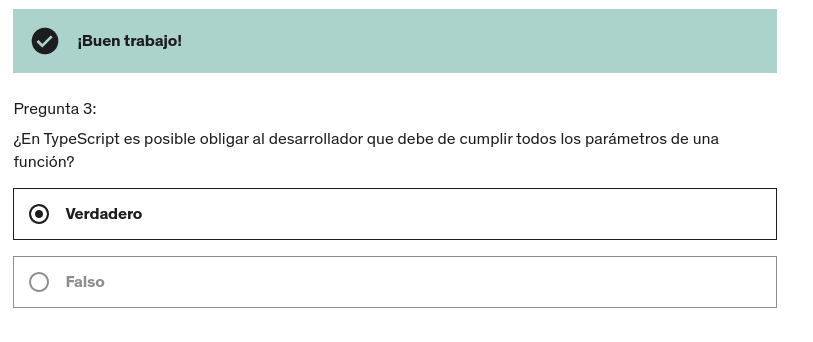 ¡Buen trabajo!
Pregunta 3:
¿En TypeScript es posible obligar al desarrollador que debe de cumplir todos los parámetros de una
función?
Verdadero
Falso